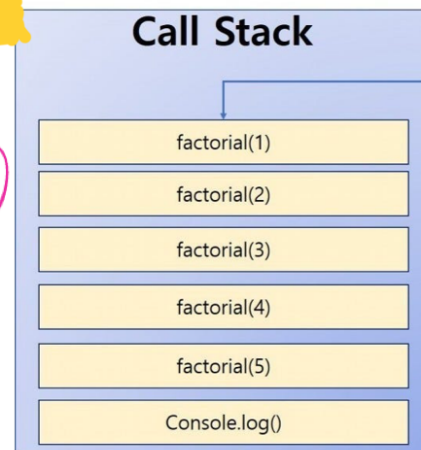 Call Stack
factorial(1)
factorial(2)
factorial(3)
factorial(4)
factorial(5)
Console.log()